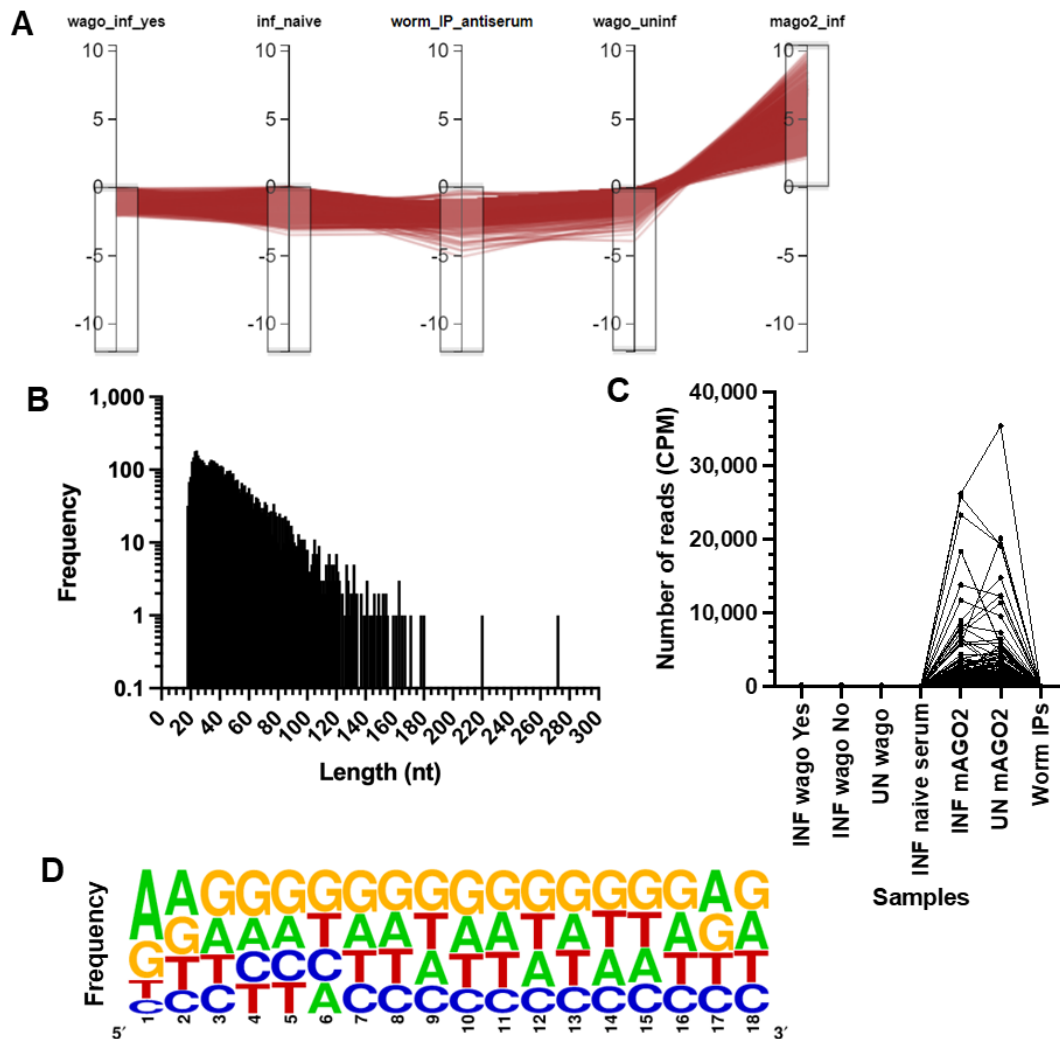 A
wago_inf_yes inf_naive worm_IP_antiserum wago_uninf mago2_inf
10 10 10 10 10
5 5 5 5 5
0 0 0 0 0
-5 -5 -5 -5 -5
-10 -10 -10 -10 -10
B
Frequency
1,000
100
10
1
0.1
0 20 40 60 80 100 120 140 160 180 200 220 240 260 280 300
Length (nt)
C
Number of reads (CPM)
40,000
30,000
20,000
10,000
0
INF wago Yes
INF wago No
UN wago
INF naive serum
INF mAGO2
UN mAGO2
Worm IPs
Samples
D
Frequency
AAGGGGGGGGGGGGGGAG
GGAAATAATAATATTAGA
TTTCCCTTATTATAATTT
CCCTTACCCCCCCCCCCC
5′ 1 2 3 4 5 6 7 8 9 10 11 12 13 14 15 16 17 18 3′